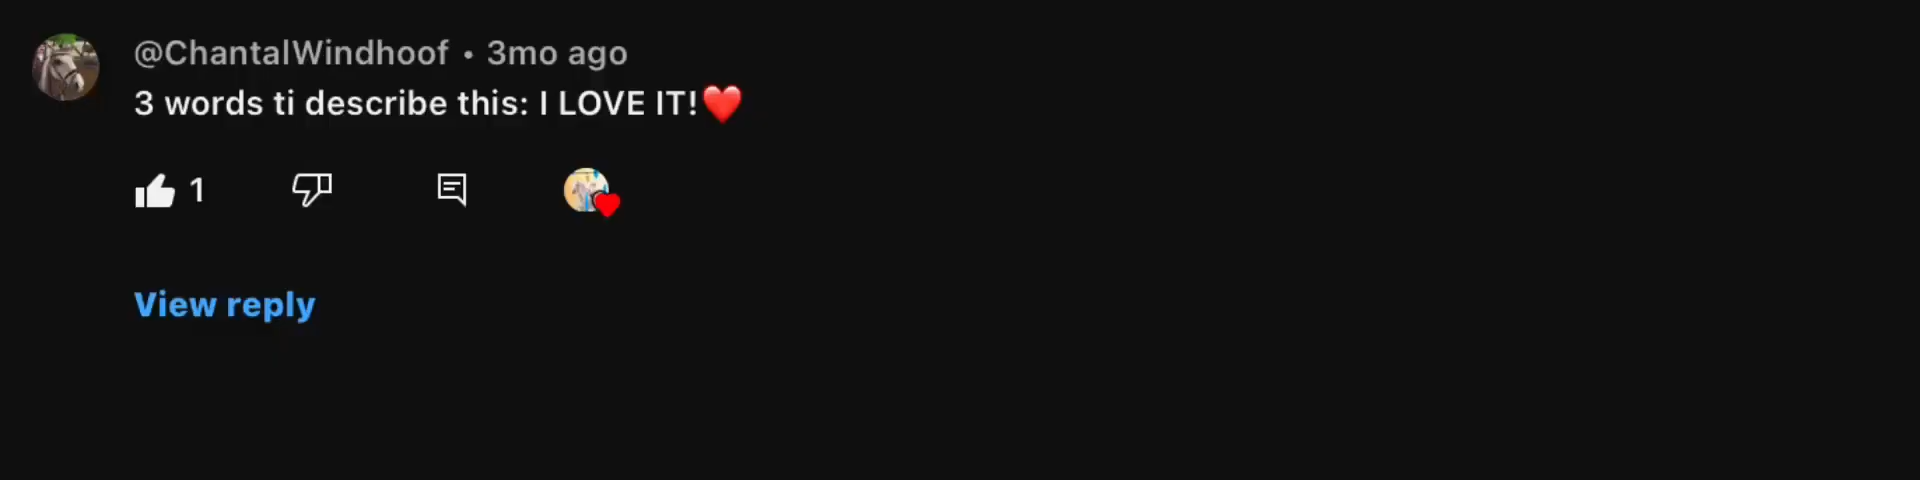 @ChantalWindhoof • 3mo ago
3 words ti describe this: I LOVE IT!❤️
1
View reply